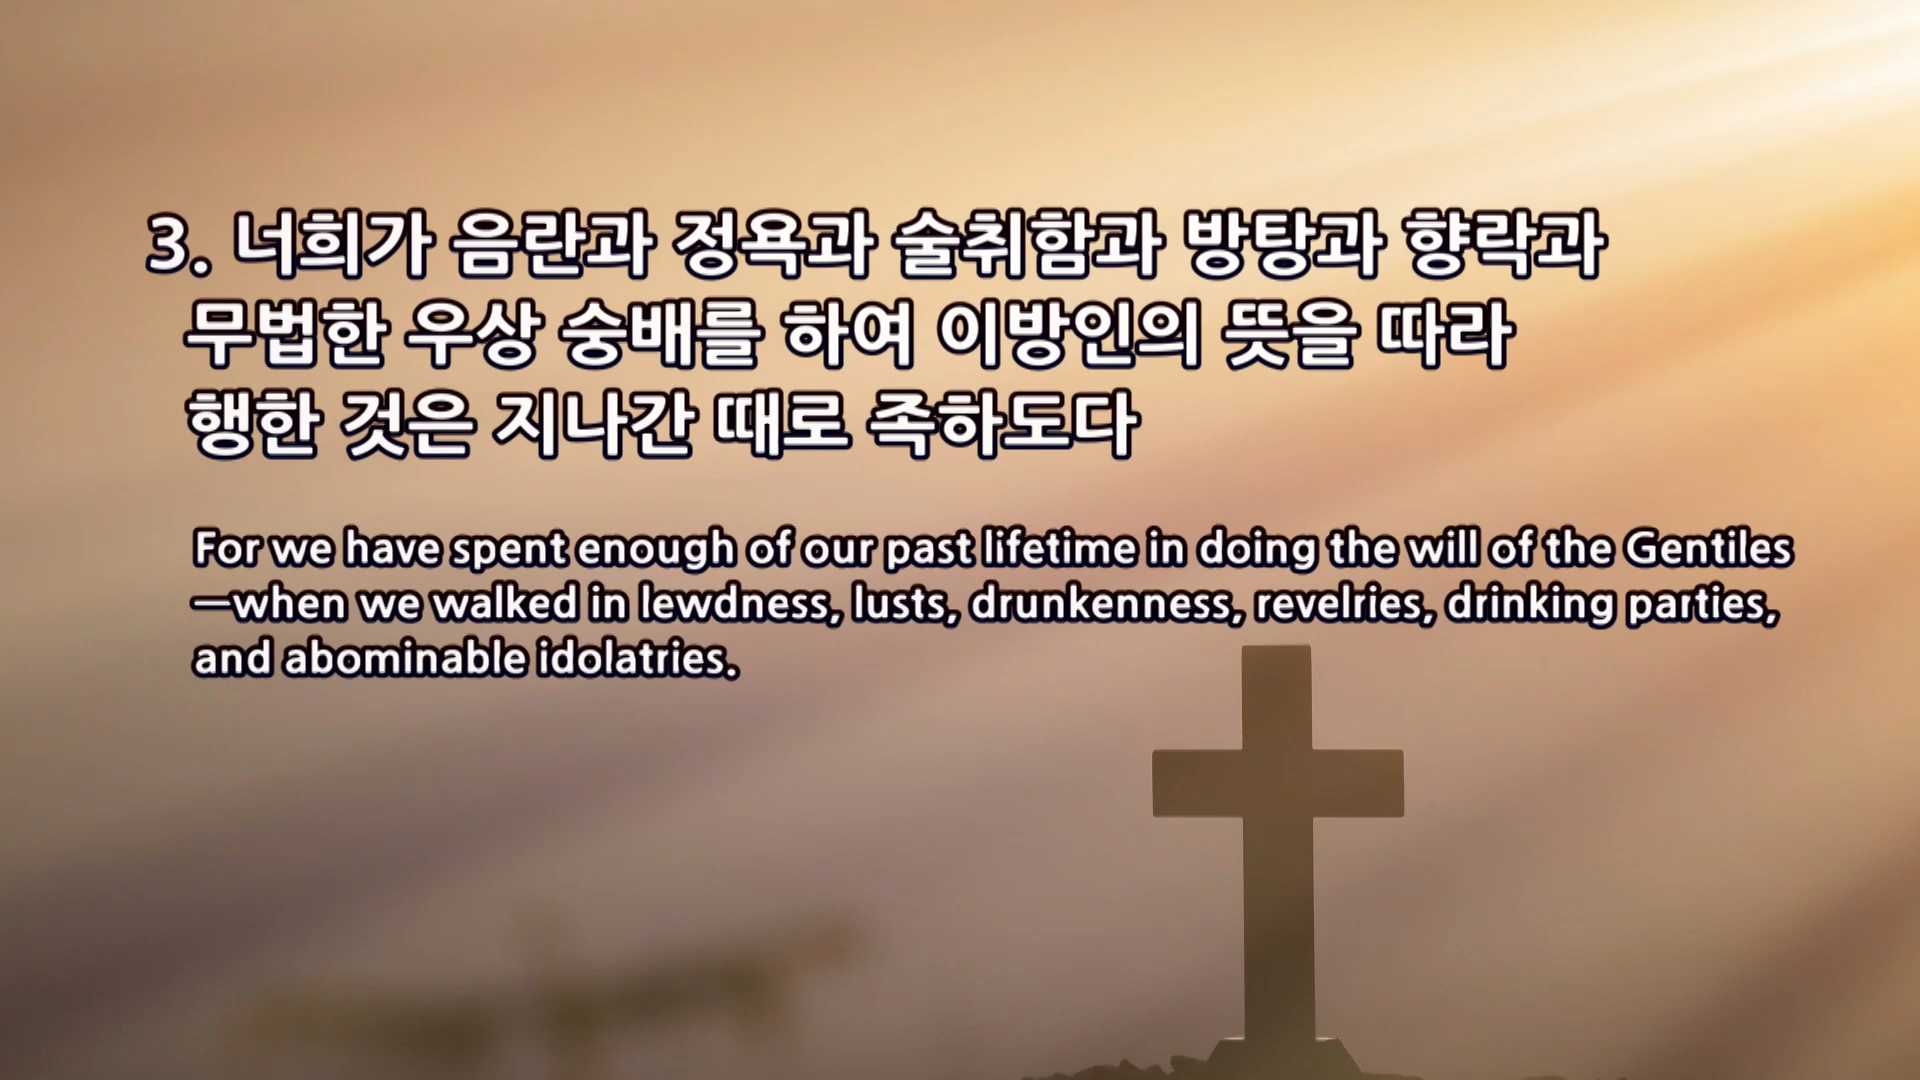 3. 너희가 음란과 정욕과 술취함과 방탕과 향락과
무법한 우상 숭배를 하여 이방인의 뜻을 따라
행한 것은 지나간 때로 족하도다
For we have spent enough of our past lifetime in doing the will of the Gentiles
—when we walked in lewdness, lusts, drunkenness, revelries, drinking parties,
and abominable idolatries.